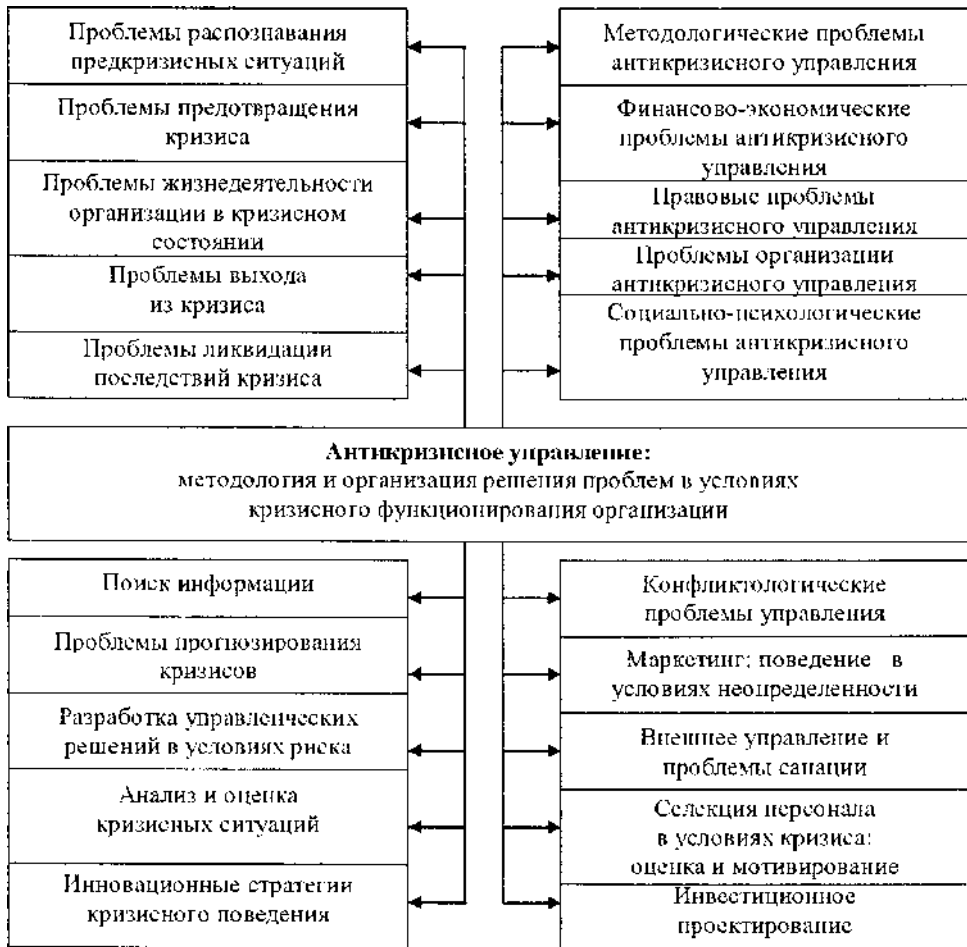 Проблемы распознавания
предкризисных ситуаций
Проблемы предотвращения
кризиса
Проблемы жизнедеятельности
организации в кризисном
состоянии
Проблемы выхода
из кризиса
Проблемы ликвидации
последствий кризиса
Методологические проблемы
антикризисного управления
Финансово-экономические
проблемы антикризисного
управления
Правовые проблемы
антикризисного управления
Проблемы организации
антикризисного управления
Социально-психологические
проблемы антикризисного
управления
Антикризисное управление:
методология и организация решения проблем в условиях
кризисного функционирования организации
Поиск информации
Проблемы прогнозирования
кризисов
Разработка управленческих
решений в условиях риска
Анализ и оценка
кризисных ситуаций
Инновационные стратегии
кризисного поведения
Конфликтологические
проблемы управления
Маркетинг: поведение в
условиях неопределенности
Внешнее управление и
проблемы санации
Селекция персонала
в условиях кризиса:
оценка и мотивирование
Инвестиционное
проектирование